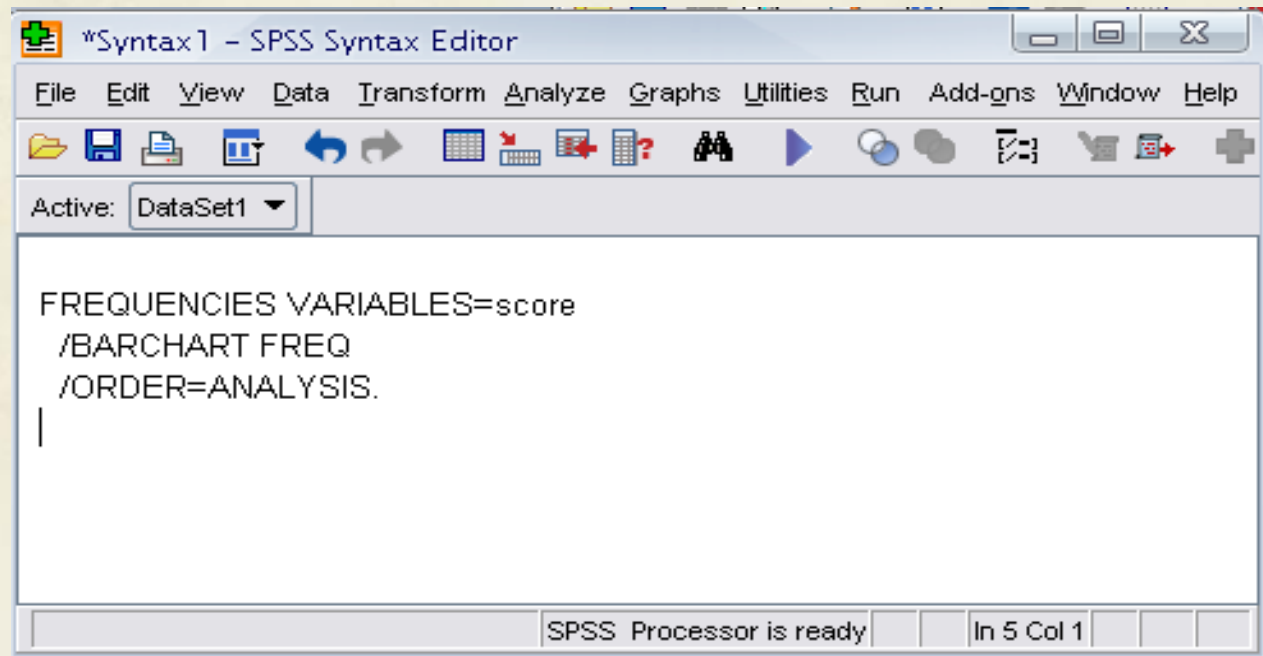 *Syntax1 - SPSS Syntax Editor
File Edit View Data Transform Analyze Graphs Utilities Run Add-ons Window Help
Active: DataSet1
FREQUENCIES VARIABLES=score
/BARCHART FREQ
/ORDER=ANALYSIS.
SPSS Processor is ready In 5 Col 1